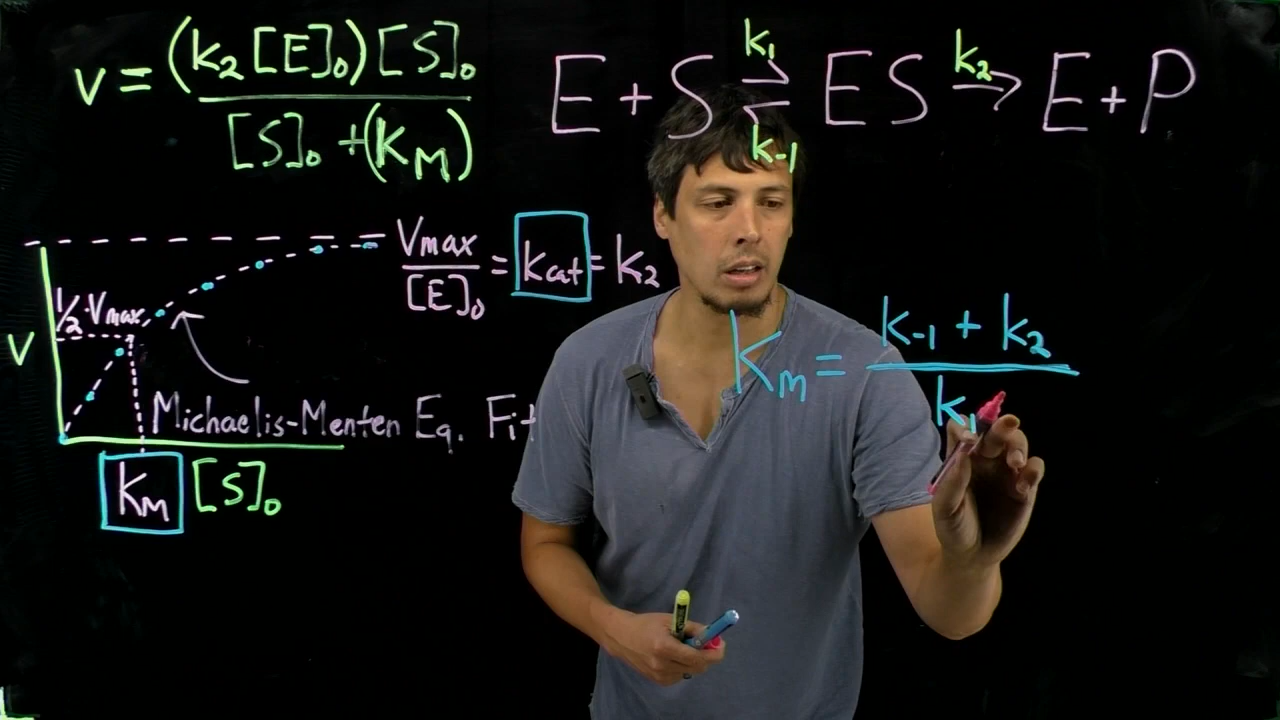 v = (k₂[E]₀)[S]₀ / [S]₀ + (KM)
E + S ⇌ ES → E + P
k₁ k₂
k₋₁
Vmax / [E]₀ = kcat = k₂
1/2·Vmax
v
KM = k₋₁ + k₂ / k₁
Michaelis-Menten Eq. Fit
KM [S]₀